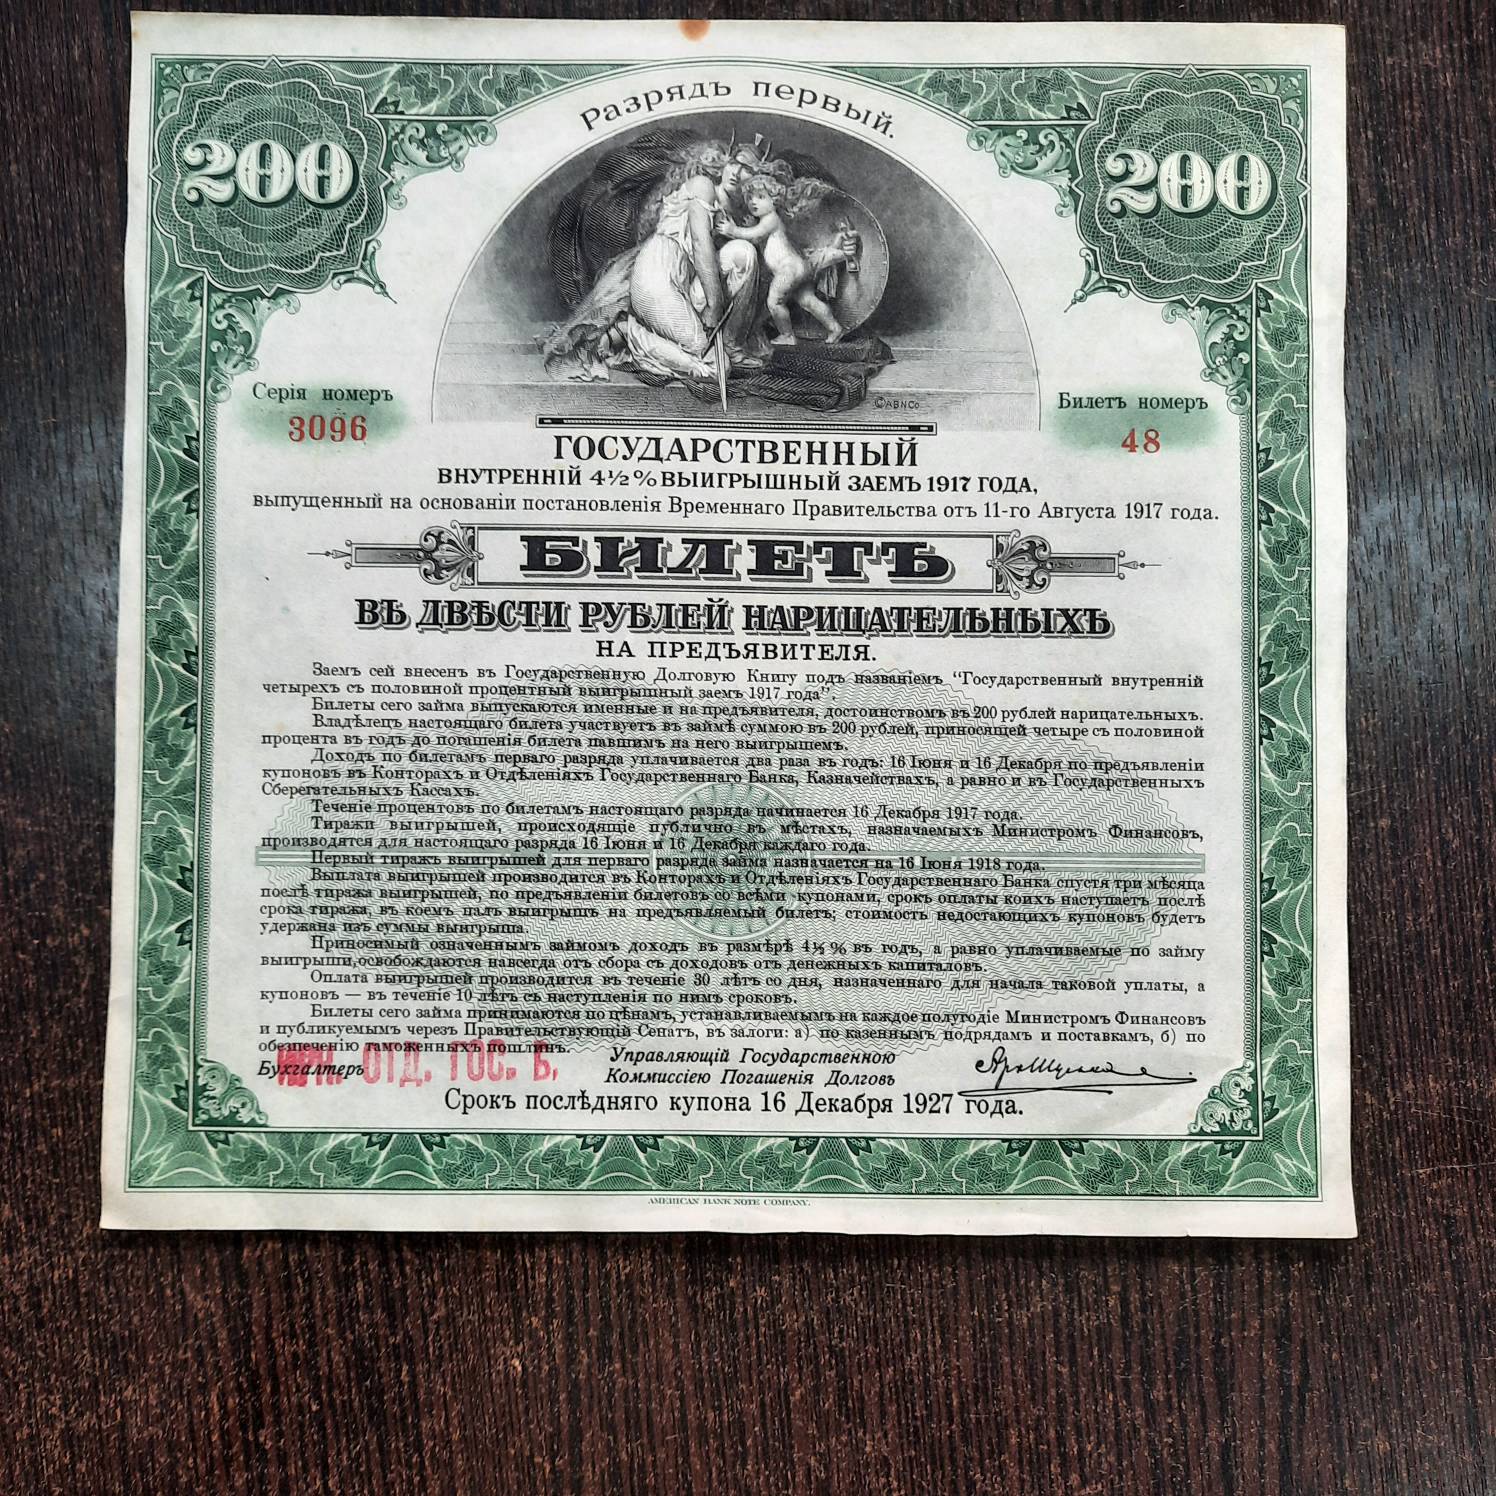 Разрядъ первый.
200
200
©ABNCo
Серія номеръ
3096
Билетъ номеръ
48
ГОСУДАРСТВЕННЫЙ
ВНУТРЕННІЙ 4½% ВЫИГРЫШНЫЙ ЗАЕМЪ 1917 ГОДА,
выпущенный на основаніи постановленія Временнаго Правительства отъ 11-го Августа 1917 года.
БИЛЕТЪ
ВЪ ДВѢСТИ РУБЛЕЙ НАРИЦАТЕЛЬНЫХЪ
НА ПРЕДЪЯВИТЕЛЯ.
Заемъ сей внесенъ въ Государственную Долговую Книгу подъ названіемъ “Государственный внутренній
четырехъ съ половиной процентный выигрышный заемъ 1917 года”.
Билеты сего займа выпускаются именные и на предъявителя, достоинствомъ въ 200 рублей нарицательныхъ.
Владѣлецъ настоящаго билета участвуетъ въ займѣ суммою въ 200 рублей, приносящей четыре съ половиной
процента въ годъ до погашенія билета павшимъ на него выигрышемъ.
Доходъ по билетамъ перваго разряда уплачивается два раза въ годъ: 16 Іюня и 16 Декабря по предъявленіи
купоновъ въ Конторахъ и Отдѣленіяхъ Государственнаго Банка, Казначействахъ, а равно и въ Государственныхъ
Сберегательныхъ Кассахъ.
Теченіе процентовъ по билетамъ настоящаго разряда начинается 16 Декабря 1917 года.
Тиражи выигрышей, происходящіе публично въ мѣстахъ, назначаемыхъ Министромъ Финансовъ,
производятся для настоящаго разряда 16 Іюня и 16 Декабря каждаго года.
Первый тиражъ выигрышей для перваго разряда займа назначается на 16 Іюня 1918 года.
Выплата выигрышей производится въ Конторахъ и Отдѣленіяхъ Государственнаго Банка спустя три мѣсяца
послѣ тиража выигрышей, по предъявленіи билетовъ со всѣми купонами, срокъ оплаты коихъ наступаетъ послѣ
срока тиража, въ коемъ палъ выигрышъ на предъявляемый билетъ; стоимость недостающихъ купоновъ будетъ
удержана изъ суммы выигрыша.
Приносимый означеннымъ займомъ доходъ въ размѣрѣ 4½% въ годъ, а равно уплачиваемые по займу
выигрыши, освобождаются навсегда отъ сбора съ доходовъ отъ денежныхъ капиталовъ.
Оплата выигрышей производится въ теченіе 30 лѣтъ со дня, назначеннаго для начала таковой уплаты, а
купоновъ — въ теченіе 10 лѣтъ съ наступленія по нимъ сроковъ.
Билеты сего займа принимаются по цѣнамъ, устанавливаемымъ на каждое полугодіе Министромъ Финансовъ
и публикуемымъ черезъ Правительствующій Сенатъ, въ залоги: а) по казеннымъ подрядамъ и поставкамъ, б) по
обезпеченію таможенныхъ пошлинъ.
Бухгалтеръ
ОТД. ГОС. Б.
Управляющій Государственною
Коммиссіею Погашенія Долговъ
Срокъ послѣдняго купона 16 Декабря 1927 года.
AMERICAN BANK NOTE COMPANY.